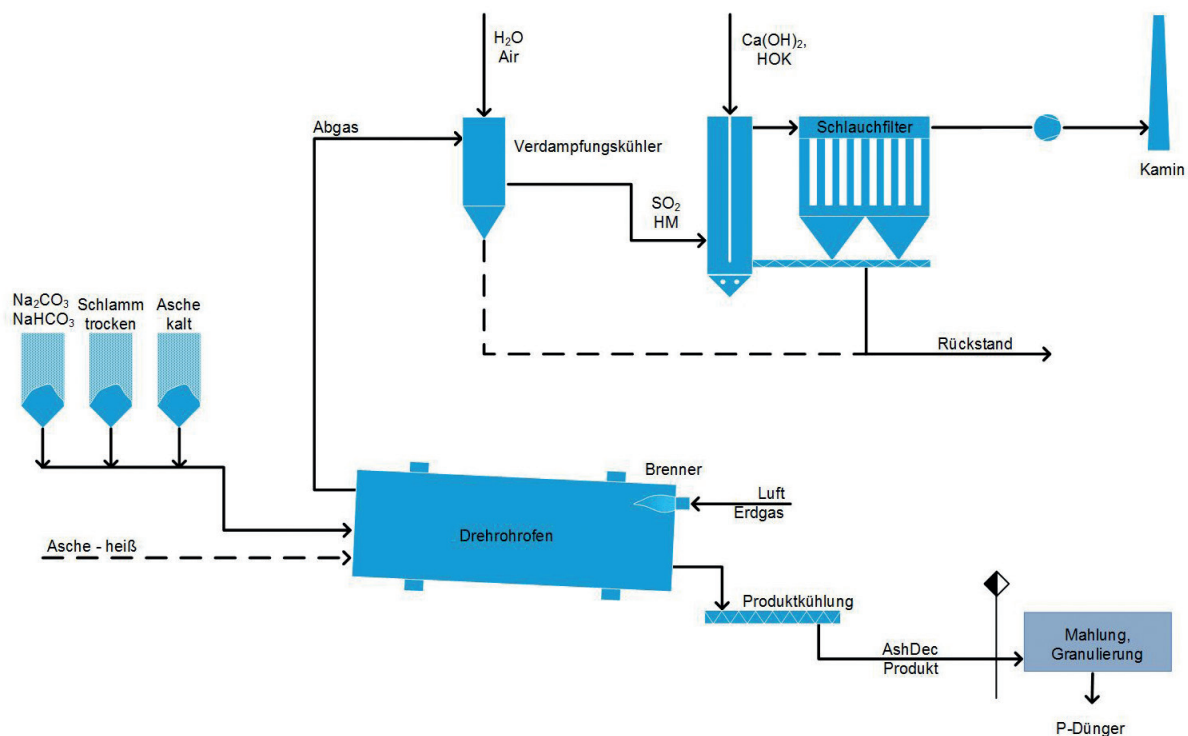 H₂O
Air
Ca(OH)₂,
HOK
Abgas
Verdampfungskühler
Schlauchfilter
Kamin
SO₂
HM
Na₂CO₃
NaHCO₃
Schlamm
trocken
Asche
kalt
Rückstand
Brenner
Luft
Erdgas
Drehrohrofen
Asche - heiß
Produktkühlung
AshDec
Produkt
Mahlung,
Granulierung
P-Dünger